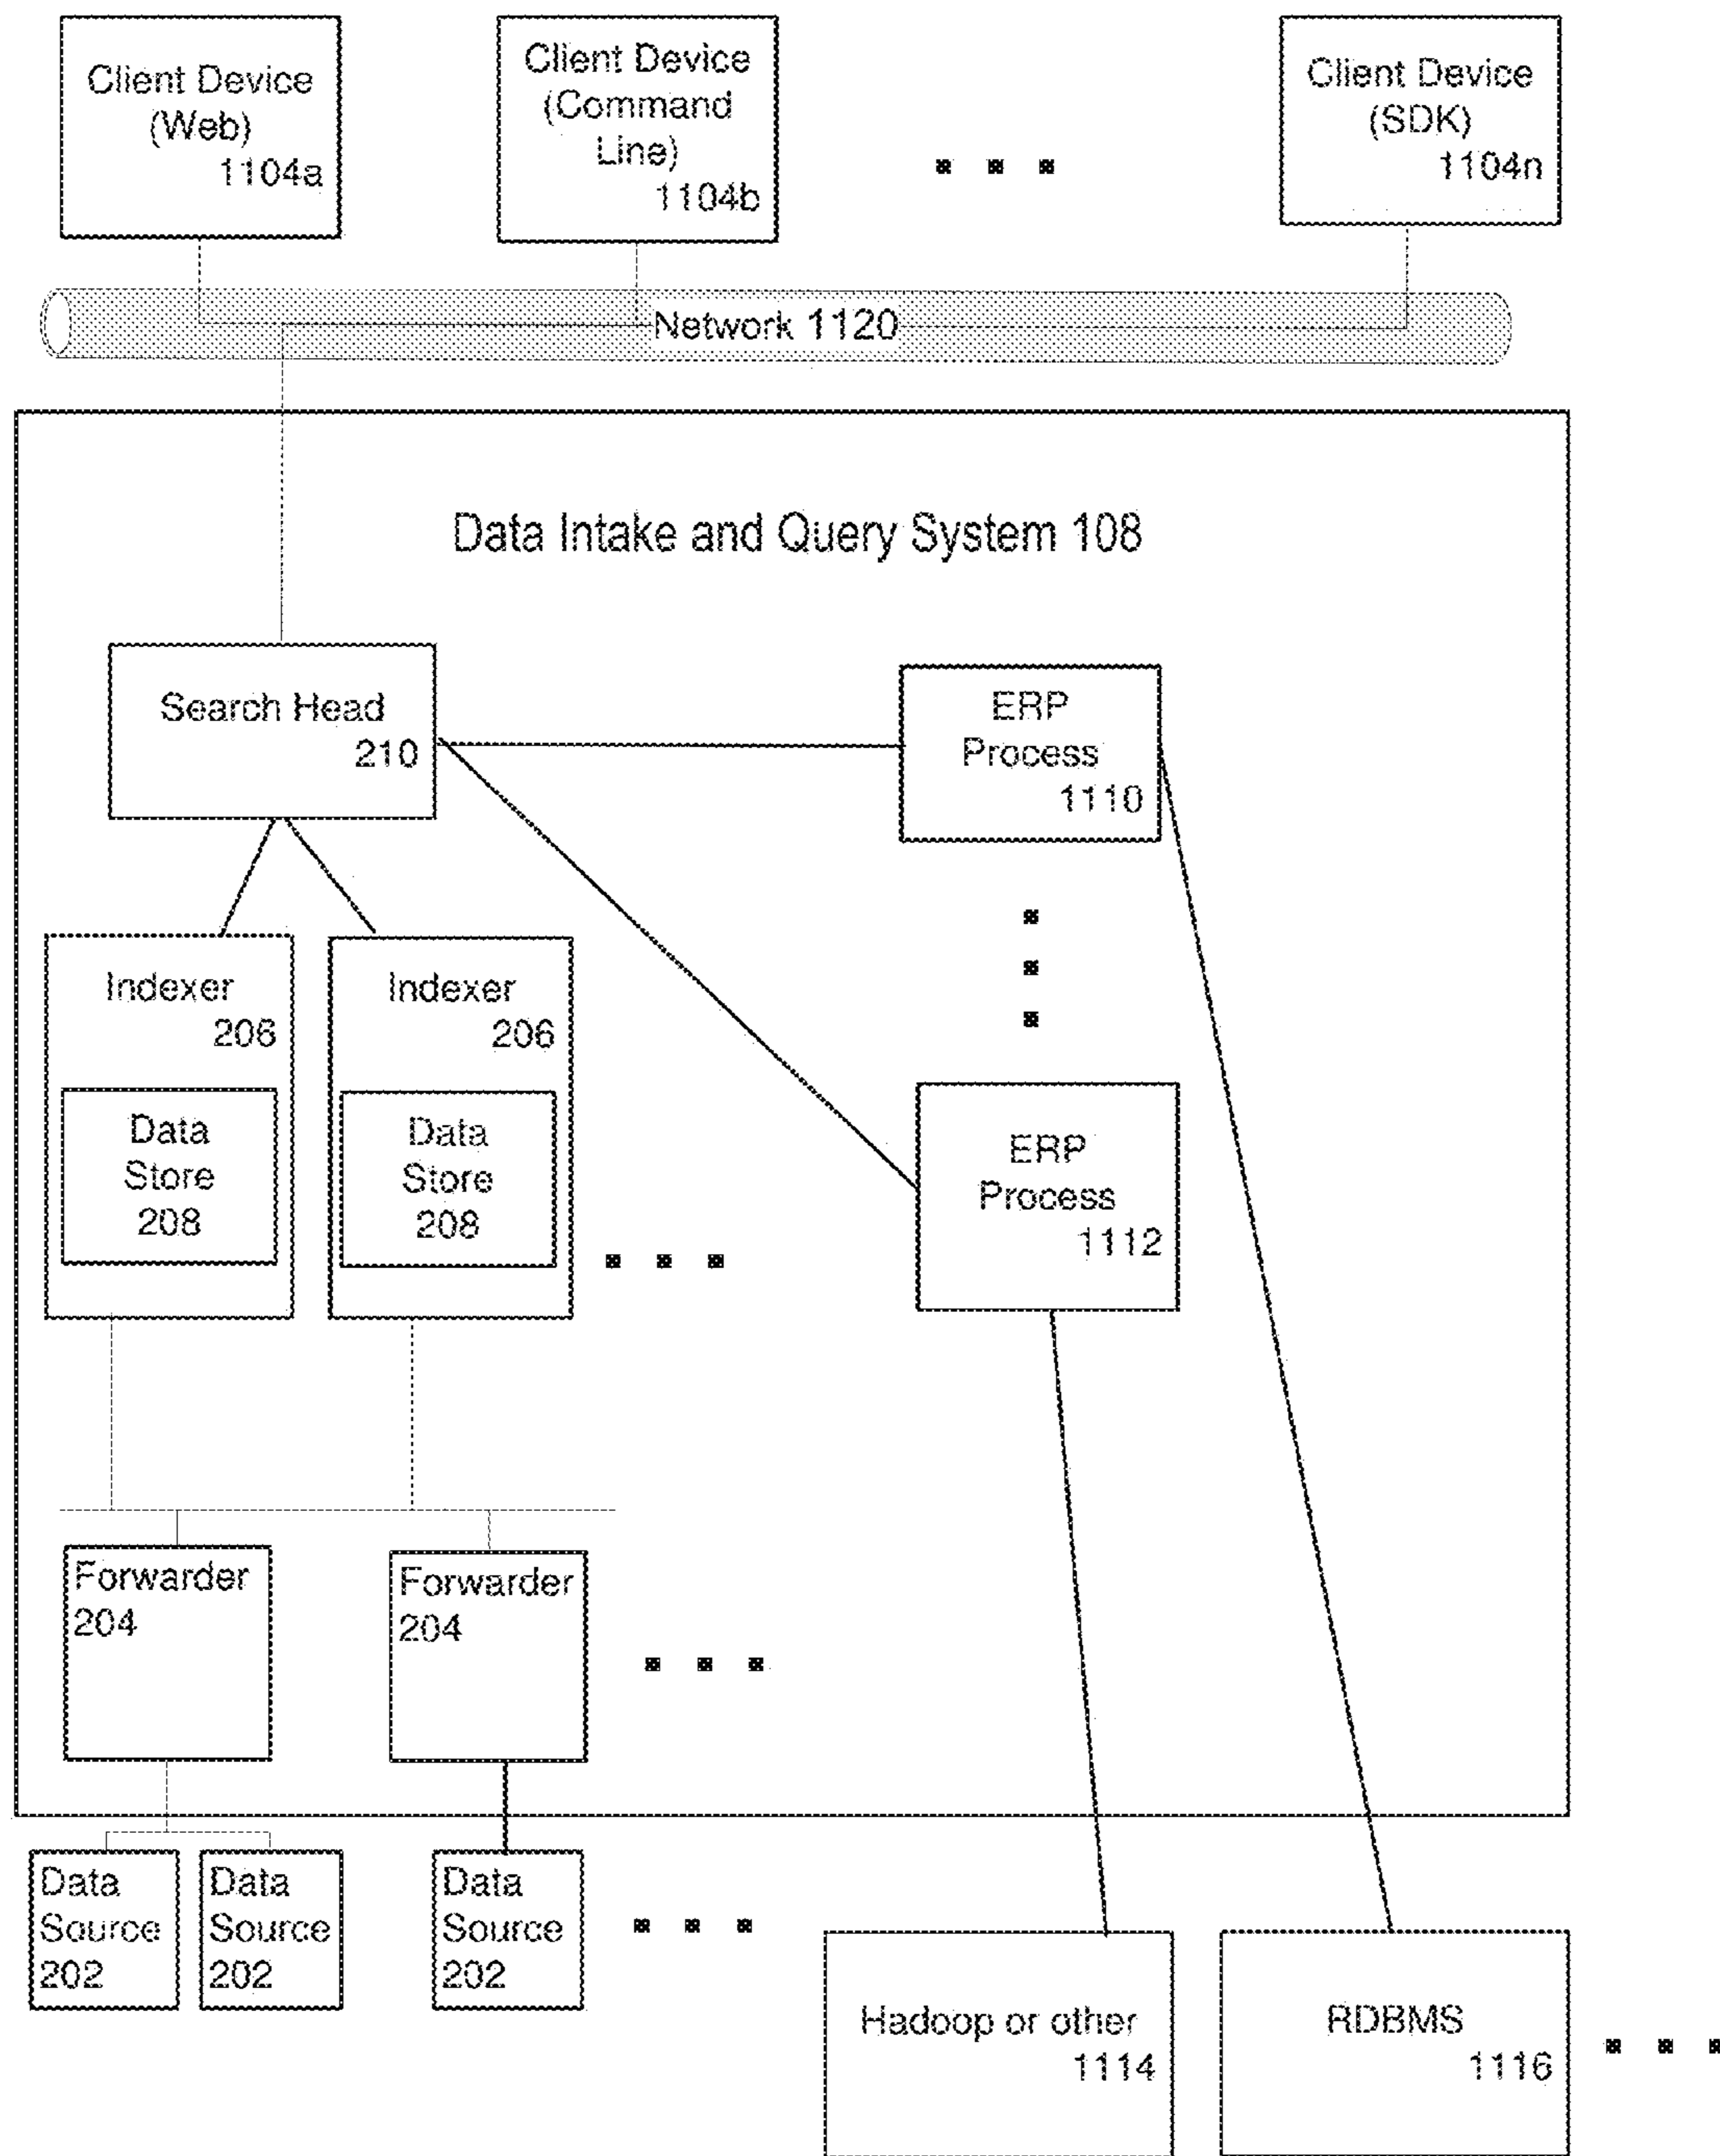 Client Device
(Web)
1104a
Client Device
(Command
Line)
1104b
Client Device
(SDK)
1104n
Network 1120
Data Intake and Query System 108
Search Head
210
ERP
Process
1110
Indexer
206
Indexer
206
Data
Store
208
Data
Store
208
ERP
Process
1112
Forwarder
204
Forwarder
204
Data
Source
202
Data
Source
202
Data
Source
202
Hadoop or other
1114
RDBMS
1116